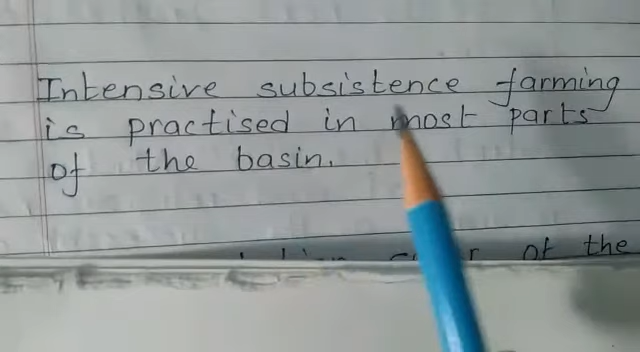 Intensive subsistence farming
is practised in most parts
of the basin.
of the